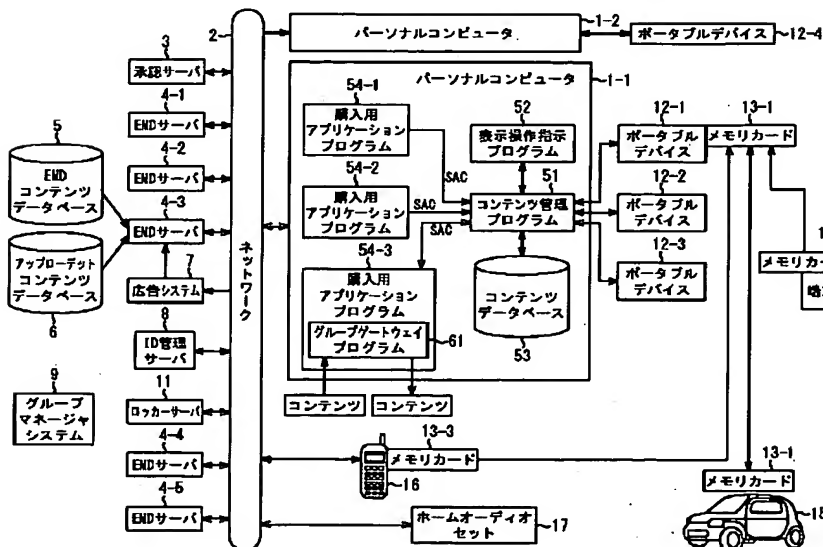 2
1-2
パーソナルコンピュータ
ポータブルデバイス
12-4
3
承認サーバ
4-1
EMDサーバ
4-2
EMDサーバ
5
EMD
コンテンツ
データベース
4-3
EMDサーバ
アップローデット
コンテンツ
データベース
6
7
広告システム
8
ID管理
サーバ
9
グループ
マネージャ
システム
11
ロッカーサーバ
4-4
EMDサーバ
4-5
EMDサーバ
ネットワーク
パーソナルコンピュータ
1-1
54-1
購入用
アプリケーション
プログラム
SAC
54-2
購入用
アプリケーション
プログラム
SAC
54-3
購入用
アプリケーション
プログラム
SAC
グループゲートウェイ
プログラム
61
コンテンツ
コンテンツ
52
表示操作指示
プログラム
51
コンテンツ管理
プログラム
コンテンツ
データベース
53
12-1
ポータブル
デバイス
13-1
メモリカード
12-2
ポータブル
デバイス
12-3
ポータブル
デバイス
メモリカード
13-3
メモリカード
16
ホームオーディオ
セット
17
13-1
メモリカード